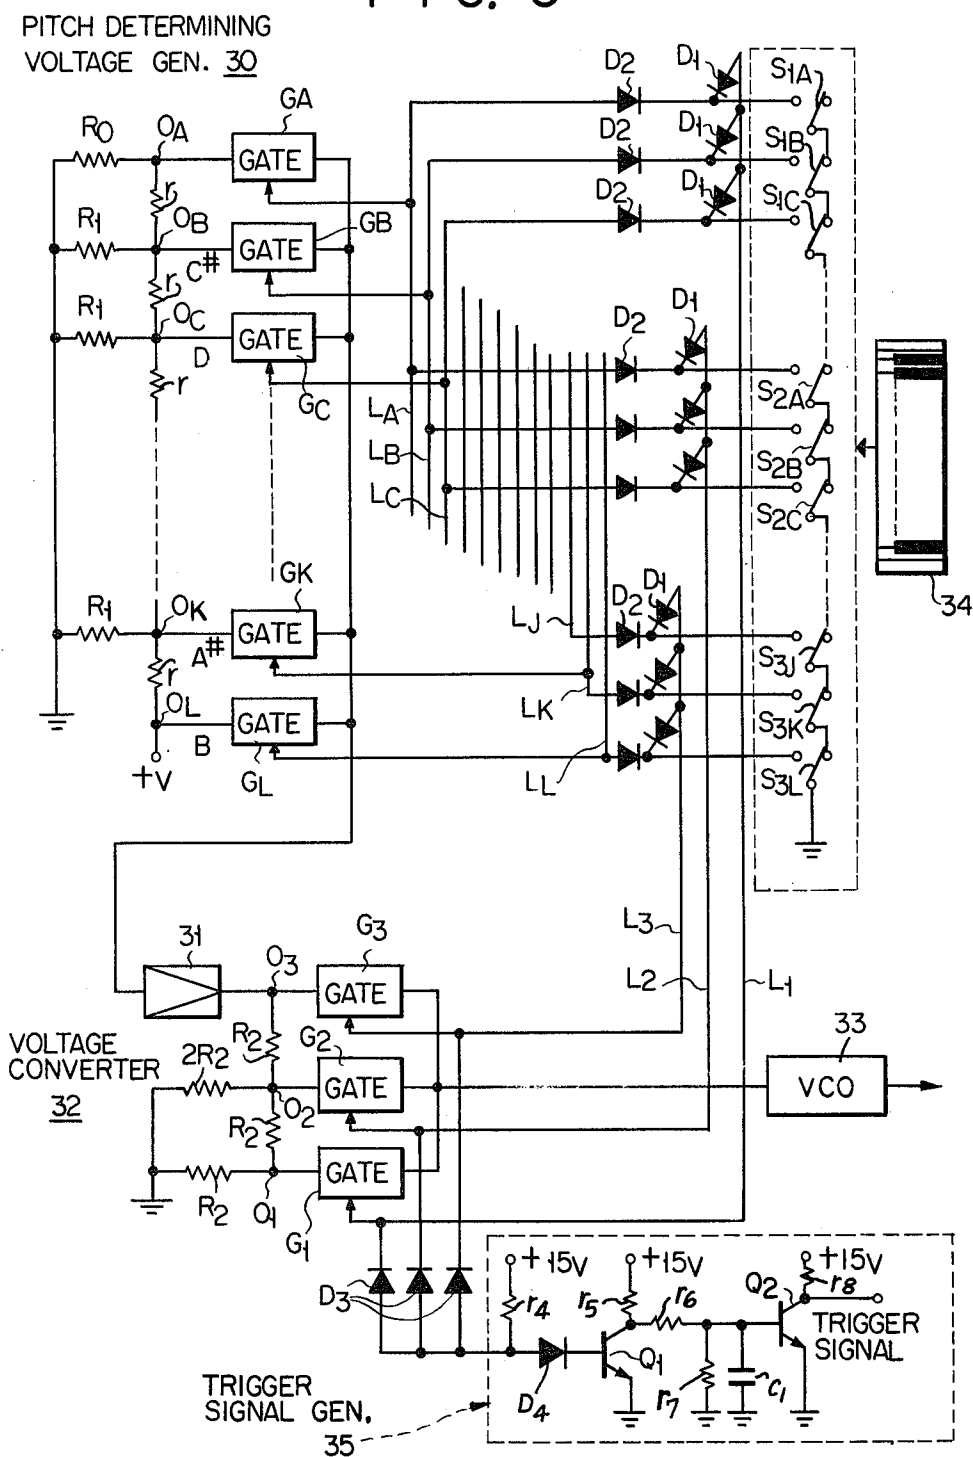 PITCH DETERMINING
VOLTAGE GEN. 30
R0
OA
GA
GATE
r
R1
OB
C#
GB
GATE
r
R1
OC
D
GC
GATE
r
R1
OK
A#
GK
GATE
r
OL
B
GL
GATE
+V
LA
LB
LC
LJ
LK
LL
D2
D1
S1A
D2
D1
S1B
D2
D1
S1C
D2
D1
S2A
S2B
S2C
D2
D1
S3J
S3K
S3L
34
L3
L2
L1
31
O3
G3
GATE
R2
VOLTAGE
CONVERTER
32
2R2
O2
G2
GATE
R2
R2
O1
G1
GATE
33
VCO
D3
+15V
r4
D4
+15V
r5
Q1
r6
r7
C1
Q2
+15V
r8
TRIGGER
SIGNAL
TRIGGER
SIGNAL GEN.
35